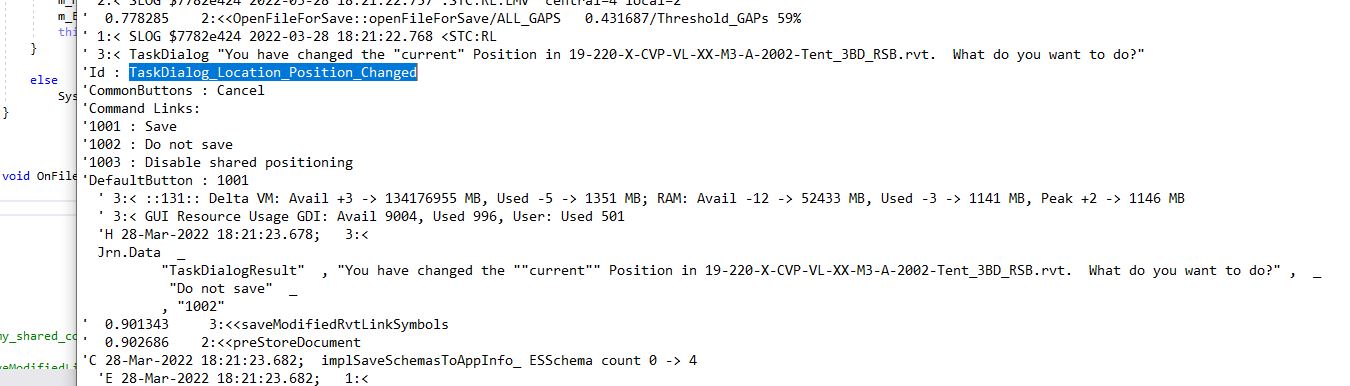 m_
' 2:< SLOG $7782e424 2022-03-28 18:21:22.757 :STC:RL:LMV central=4 local=2
m_E
' 0.778285 2:<<OpenFileForSave::openFileForSave/ALL_GAPS 0.431687/Threshold_GAPs 59%
thi
' 1:< SLOG $7782e424 2022-03-28 18:21:22.768 <STC:RL
}
' 3:< TaskDialog "You have changed the "current" Position in 19-220-X-CVP-VL-XX-M3-A-2002-Tent_3BD_RSB.rvt.  What do you want to do?"
'Id : TaskDialog_Location_Position_Changed
else
'CommonButtons : Cancel
Sys
'Command Links:
}
'1001 : Save
'1002 : Do not save
'1003 : Disable shared positioning
void OnFile
'DefaultButton : 1001
' 3:< ::131:: Delta VM: Avail +3 -> 134176955 MB, Used -5 -> 1351 MB; RAM: Avail -12 -> 52433 MB, Used -3 -> 1141 MB, Peak +2 -> 1146 MB
' 3:< GUI Resource Usage GDI: Avail 9004, Used 996, User: Used 501
'H 28-Mar-2022 18:21:23.678;   3:<
Jrn.Data  _
"TaskDialogResult"  , "You have changed the ""current"" Position in 19-220-X-CVP-VL-XX-M3-A-2002-Tent_3BD_RSB.rvt.  What do you want to do?" ,  _
"Do not save"  _
, "1002"
' 0.901343 3:<<saveModifiedRvtLinkSymbols
my_shared_co
' 0.902686 2:<<preStoreDocument
'C 28-Mar-2022 18:21:23.682;  implSaveSchemasToAppInfo_ ESSchema count 0 -> 4
veModifiedLi
'E 28-Mar-2022 18:21:23.682;   1:<